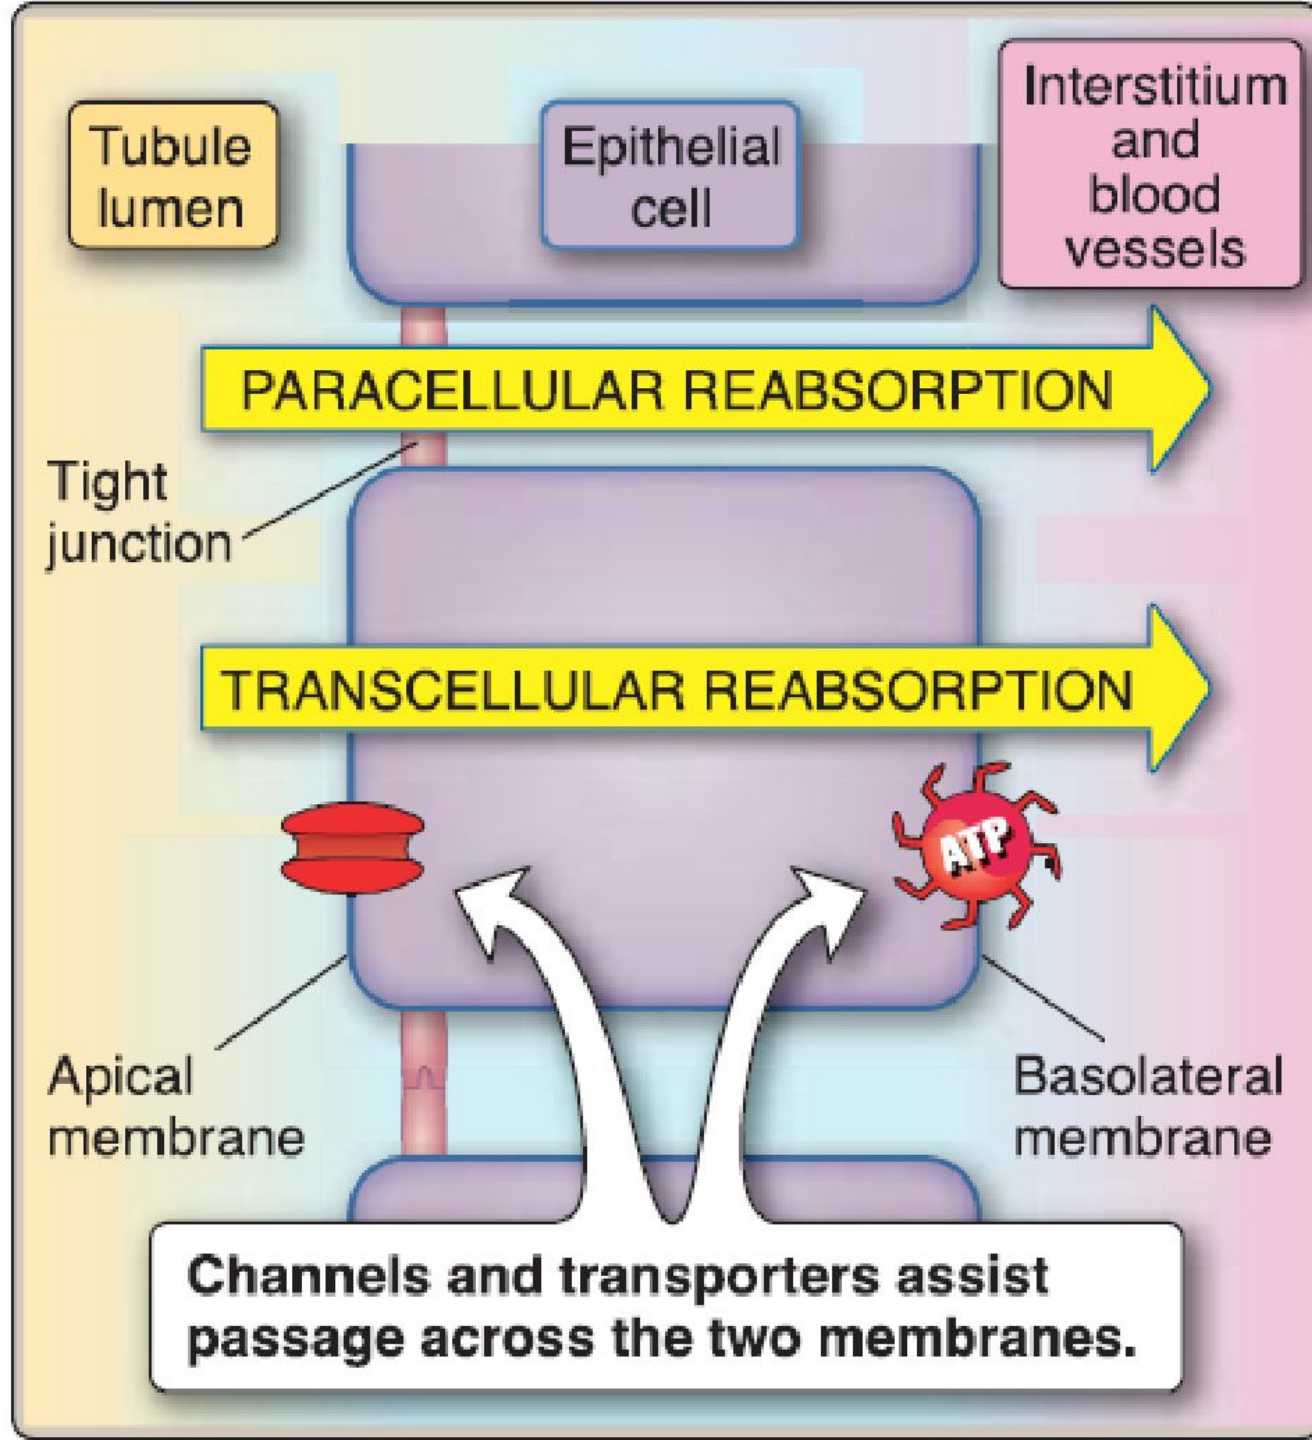 Tubule
lumen
Epithelial
cell
Interstitium
and
blood
vessels
PARACELLULAR REABSORPTION
Tight
junction
TRANSCELLULAR REABSORPTION
ATP
Apical
membrane
Basolateral
membrane
Channels and transporters assist
passage across the two membranes.